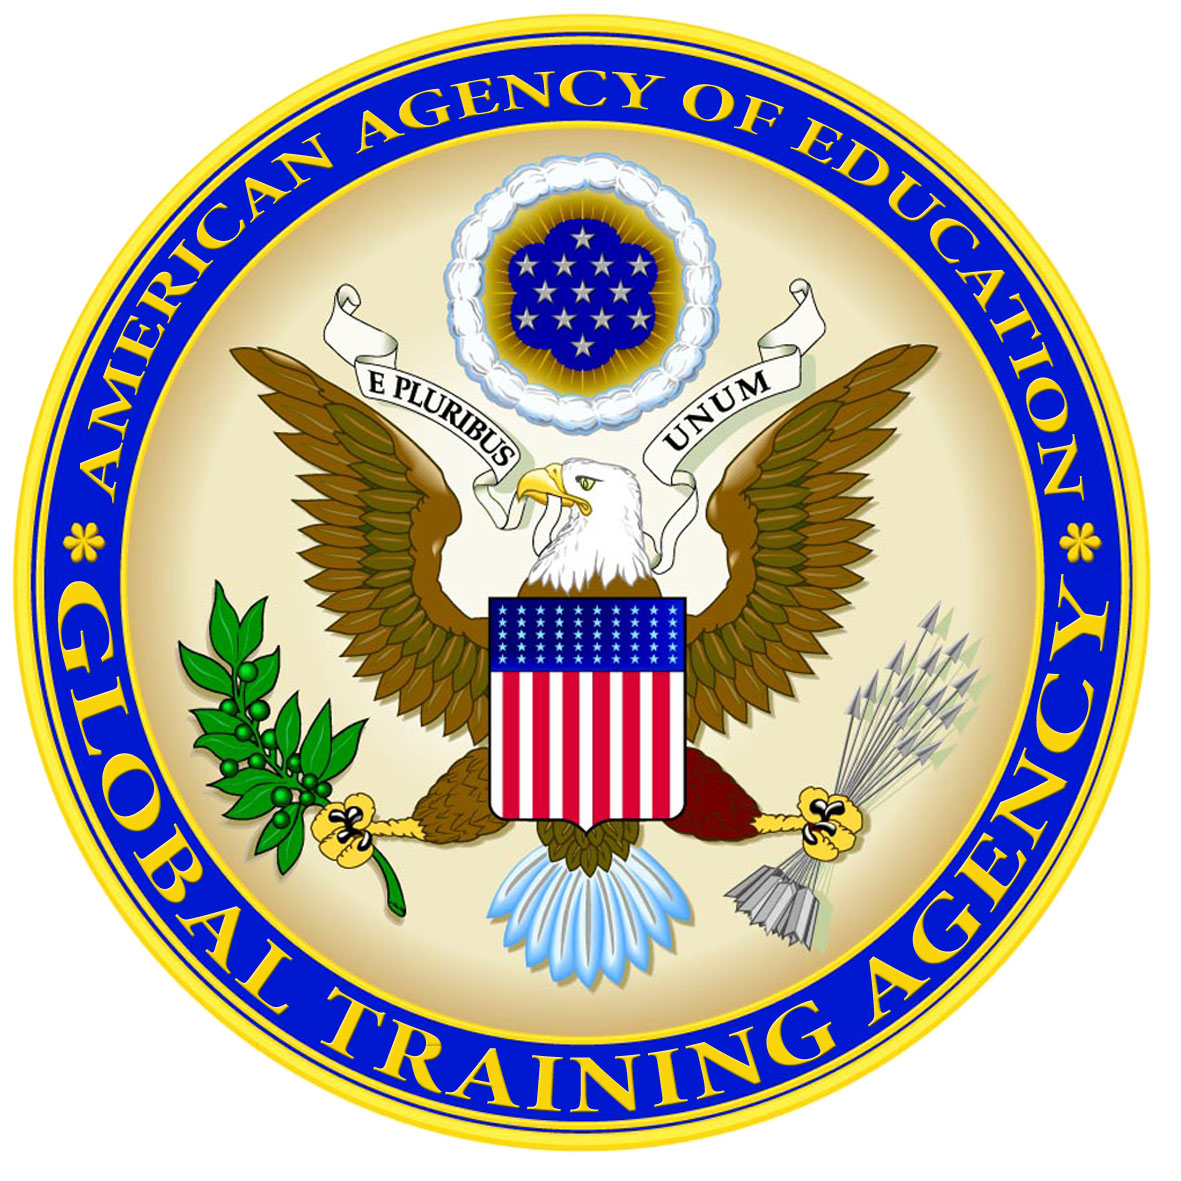 AMERICAN AGENCY OF EDUCATION
E PLURIBUS UNUM
GLOBAL TRAINING AGENCY